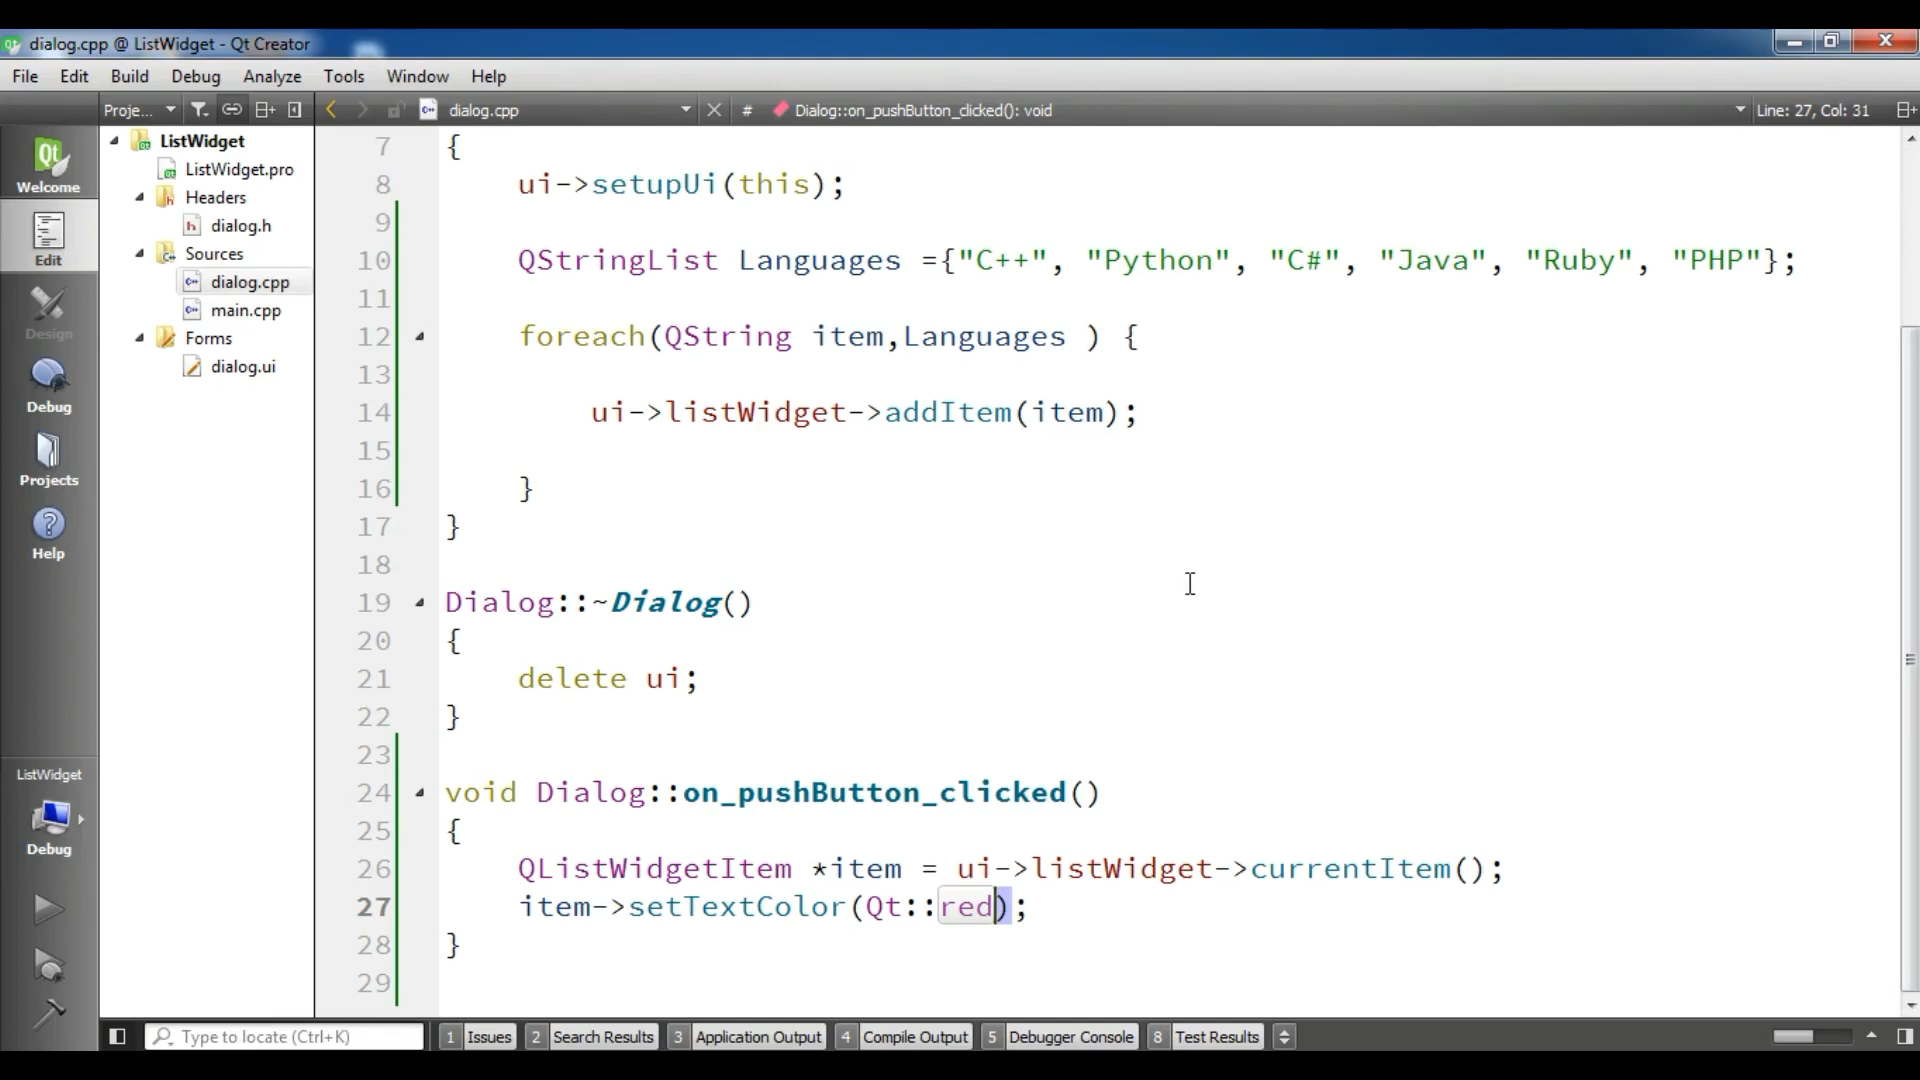 dialog.cpp @ ListWidget - Qt Creator
File Edit Build Debug Analyze Tools Window Help
Proje... dialog.cpp # Dialog::on_pushButton_clicked(): void Line: 27, Col: 31
Welcome
Edit
Design
Debug
Projects
Help
ListWidget
Debug
ListWidget
ListWidget.pro
Headers
dialog.h
Sources
dialog.cpp
main.cpp
Forms
dialog.ui
7 {
8 ui->setupUi(this);
9
10 QStringList Languages ={"C++", "Python", "C#", "Java", "Ruby", "PHP"};
11
12 foreach(QString item,Languages ) {
13
14 ui->listWidget->addItem(item);
15
16 }
17 }
18
19 Dialog::~Dialog()
20 {
21 delete ui;
22 }
23
24 void Dialog::on_pushButton_clicked()
25 {
26 QListWidgetItem *item = ui->listWidget->currentItem();
27 item->setTextColor(Qt::red);
28 }
29
Type to locate (Ctrl+K) 1 Issues 2 Search Results 3 Application Output 4 Compile Output 5 Debugger Console 8 Test Results